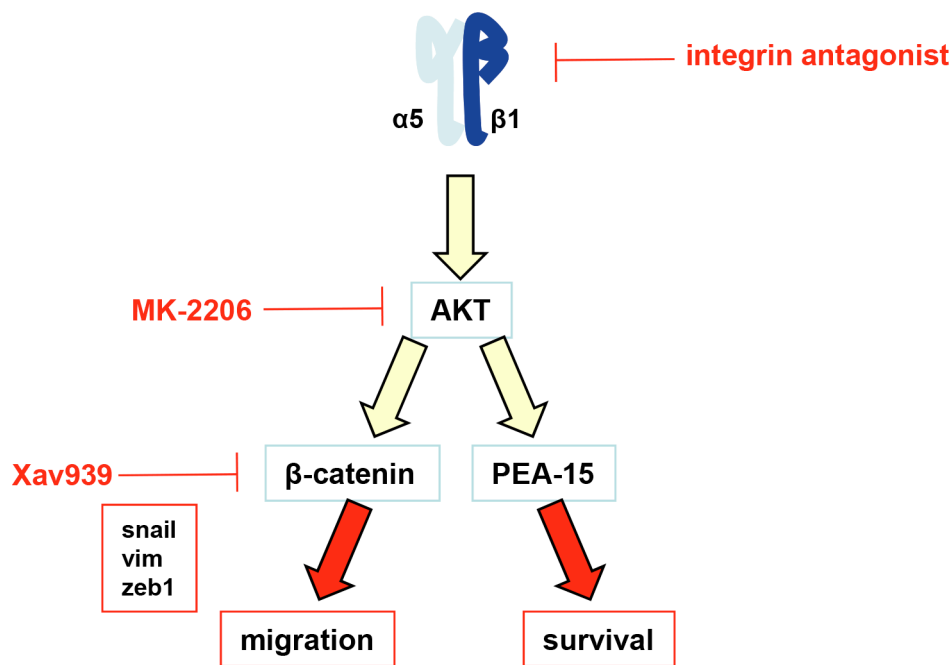 integrin antagonist
α5
β1
MK-2206
AKT
Xav939
β-catenin
PEA-15
snail
vim
zeb1
migration
survival